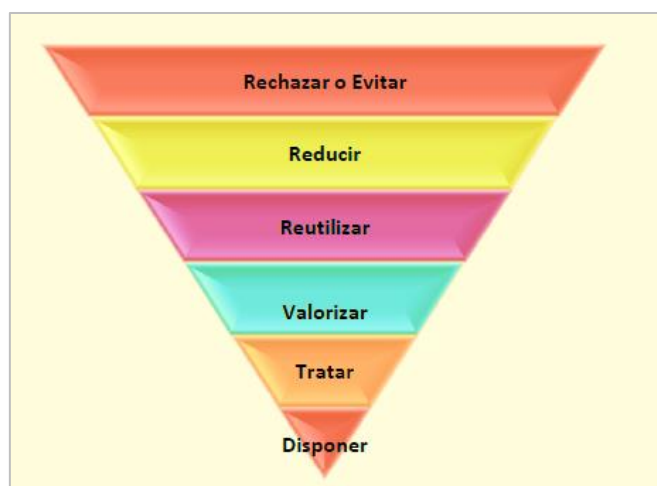 Rechazar o Evitar
Reducir
Reutilizar
Valorizar
Tratar
Disponer